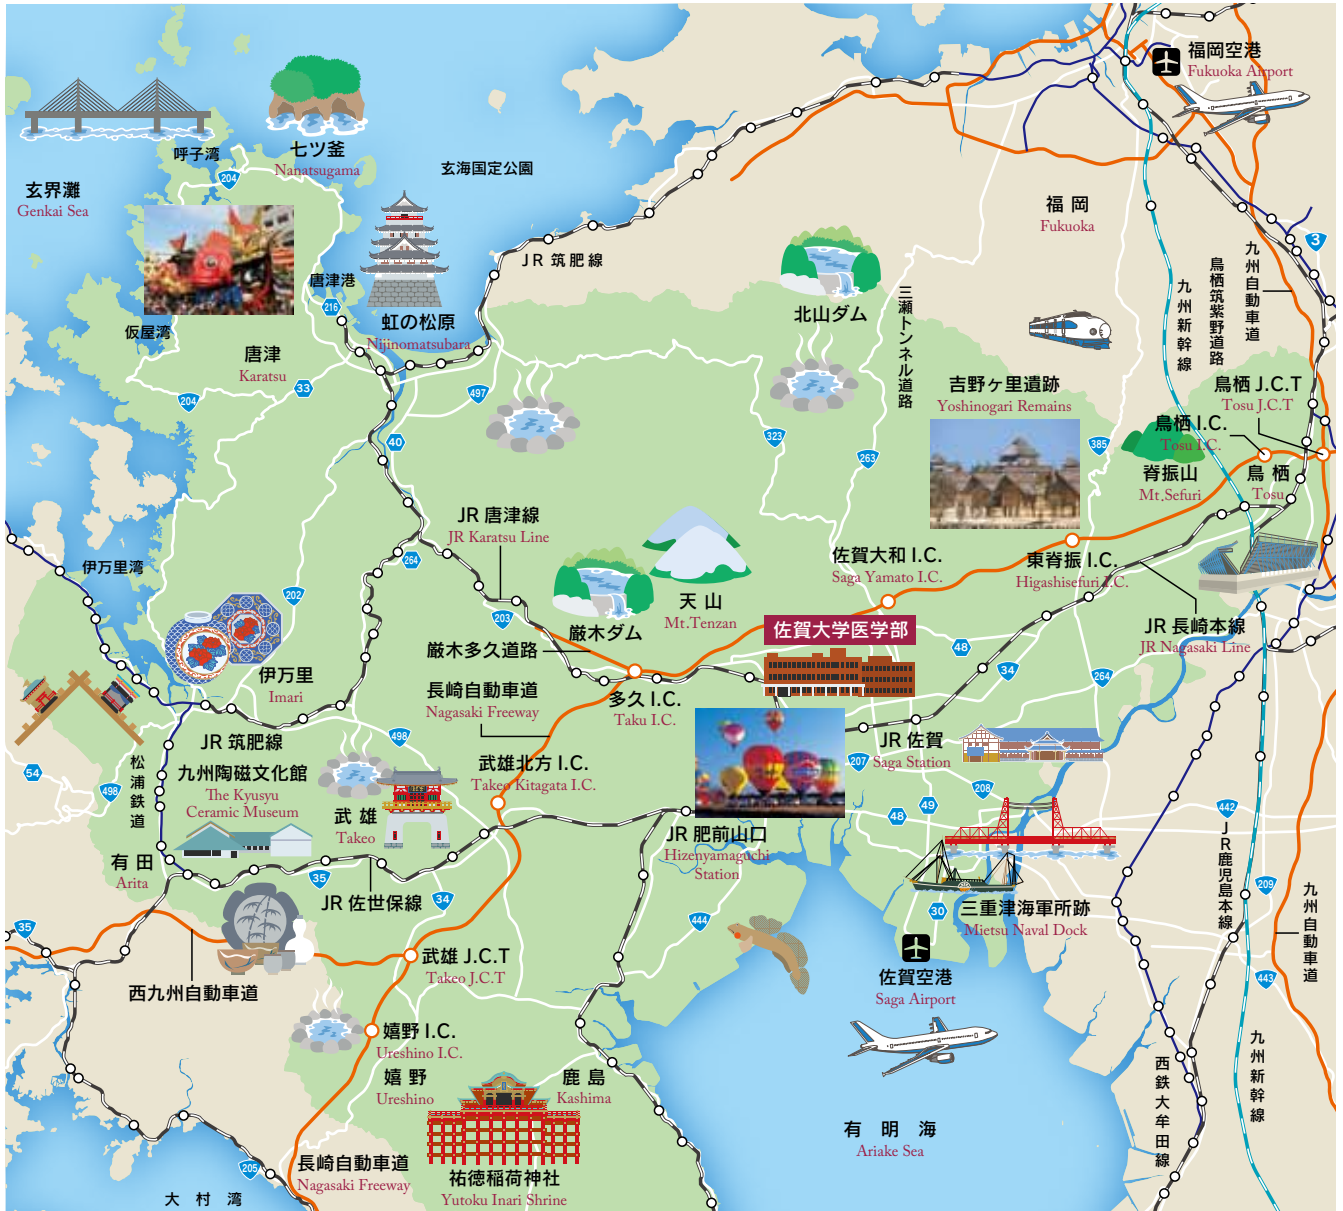 福岡空港
Fukuoka Airport
呼子湾
七ツ釜
Nanatsugama
204
玄界灘
Genkai Sea
玄海国定公園
福 岡
Fukuoka
3
JR 筑肥線
唐津港
216
虹の松原
Nijinomatsubara
北山ダム
三瀬トンネル道路
九州新幹線
鳥栖筑紫野道路
九州自動車道
仮屋湾
唐津
Karatsu
33
204
497
吉野ヶ里遺跡
Yoshinogari Remains
鳥栖 J.C.T
Tosu J.C.T
鳥栖 I.C.
Tosu I.C.
40
323
263
385
脊振山
Mt.Sefuri
鳥 栖
Tosu
JR 唐津線
JR Karatsu Line
264
伊万里湾
202
203
厳木ダム
天 山
Mt.Tenzan
佐賀大和 I.C.
Saga Yamato I.C.
東脊振 I.C.
Higashisefuri I.C.
佐賀大学医学部
JR 長崎本線
JR Nagasaki Line
48
34
264
厳木多久道路
伊万里
Imari
長崎自動車道
Nagasaki Freeway
多久 I.C.
Taku I.C.
JR 筑肥線
498
JR 佐賀
Saga Station
207
208
54
498
松浦鉄道
九州陶磁文化館
The Kyusyu
Ceramic Museum
武雄北方 I.C.
Takeo Kitagata I.C.
武 雄
Takeo
49
48
442
JR 肥前山口
Hizenyamaguchi
Station
JR鹿児島本線
有 田
Arita
35
JR 佐世保線
34
209
九州自動車道
444
30
三重津海軍所跡
Mietsu Naval Dock
35
武雄 J.C.T
Takeo J.C.T
佐賀空港
Saga Airport
443
西九州自動車道
嬉野 I.C.
Ureshino I.C.
嬉 野
Ureshino
鹿 島
Kashima
西鉄大牟田線
九州新幹線
有 明 海
Ariake Sea
205
長崎自動車道
Nagasaki Freeway
祐徳稲荷神社
Yutoku Inari Shrine
大 村 湾